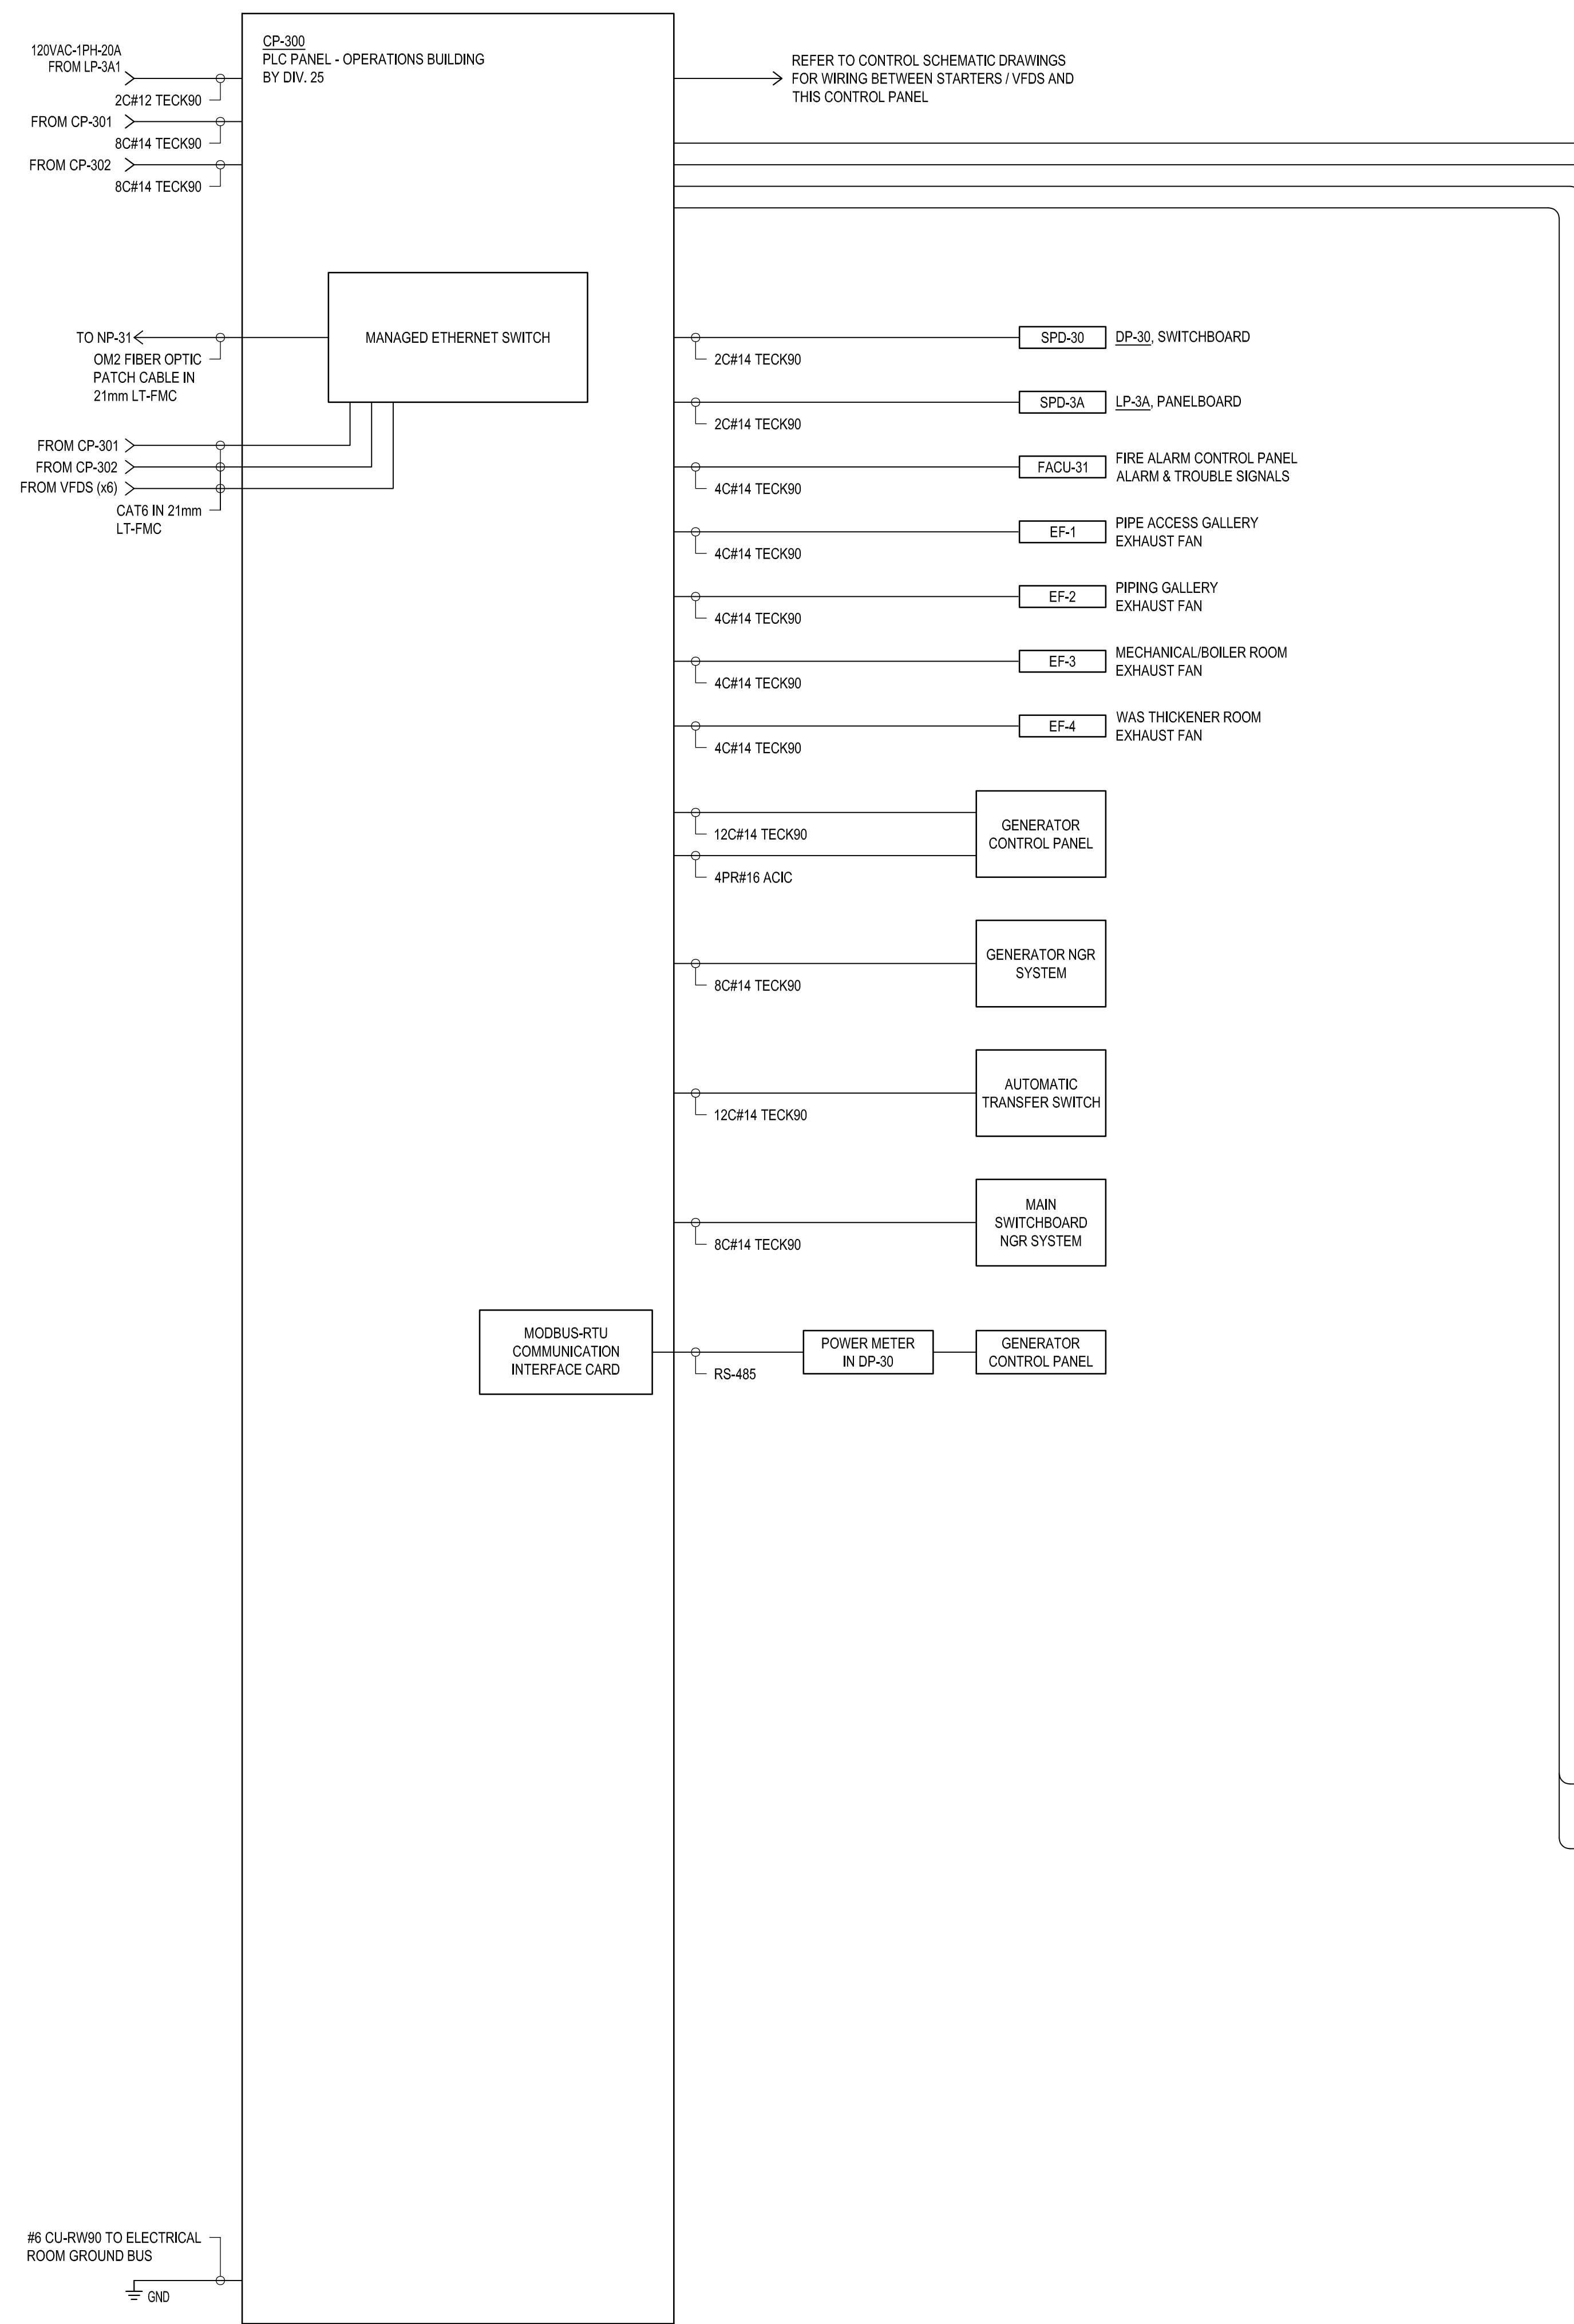 120VAC-1PH-20A
FROM LP-3A1
2C#12 TECK90
FROM CP-301
8C#14 TECK90
FROM CP-302
8C#14 TECK90
CP-300
PLC PANEL - OPERATIONS BUILDING
BY DIV. 25
REFER TO CONTROL SCHEMATIC DRAWINGS
FOR WIRING BETWEEN STARTERS / VFDS AND
THIS CONTROL PANEL
TO NP-31
OM2 FIBER OPTIC
PATCH CABLE IN
21mm LT-FMC
MANAGED ETHERNET SWITCH
FROM CP-301
FROM CP-302
FROM VFDS (x6)
CAT6 IN 21mm
LT-FMC
2C#14 TECK90
SPD-30
DP-30, SWITCHBOARD
2C#14 TECK90
SPD-3A
LP-3A, PANELBOARD
4C#14 TECK90
FACU-31
FIRE ALARM CONTROL PANEL
ALARM & TROUBLE SIGNALS
4C#14 TECK90
EF-1
PIPE ACCESS GALLERY
EXHAUST FAN
4C#14 TECK90
EF-2
PIPING GALLERY
EXHAUST FAN
4C#14 TECK90
EF-3
MECHANICAL/BOILER ROOM
EXHAUST FAN
4C#14 TECK90
EF-4
WAS THICKENER ROOM
EXHAUST FAN
12C#14 TECK90
4PR#16 ACIC
GENERATOR
CONTROL PANEL
8C#14 TECK90
GENERATOR NGR
SYSTEM
12C#14 TECK90
AUTOMATIC
TRANSFER SWITCH
8C#14 TECK90
MAIN
SWITCHBOARD
NGR SYSTEM
MODBUS-RTU
COMMUNICATION
INTERFACE CARD
RS-485
POWER METER
IN DP-30
GENERATOR
CONTROL PANEL
#6 CU-RW90 TO ELECTRICAL
ROOM GROUND BUS
GND